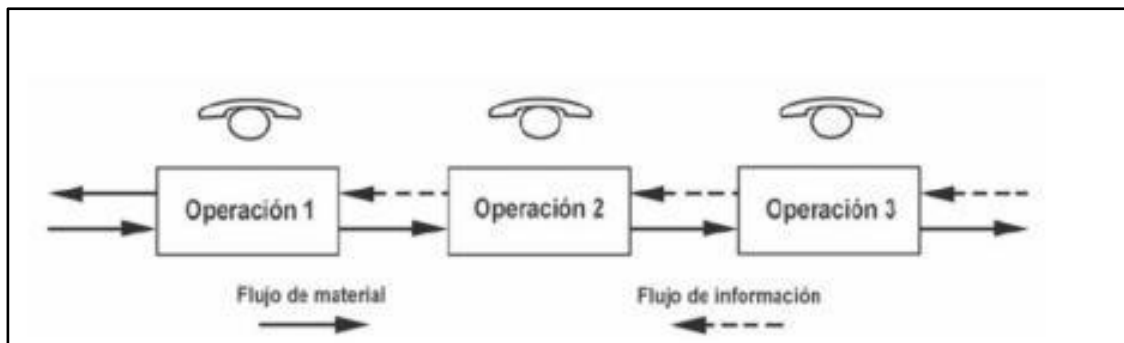 Operación 1
Operación 2
Operación 3
Flujo de material
Flujo de información